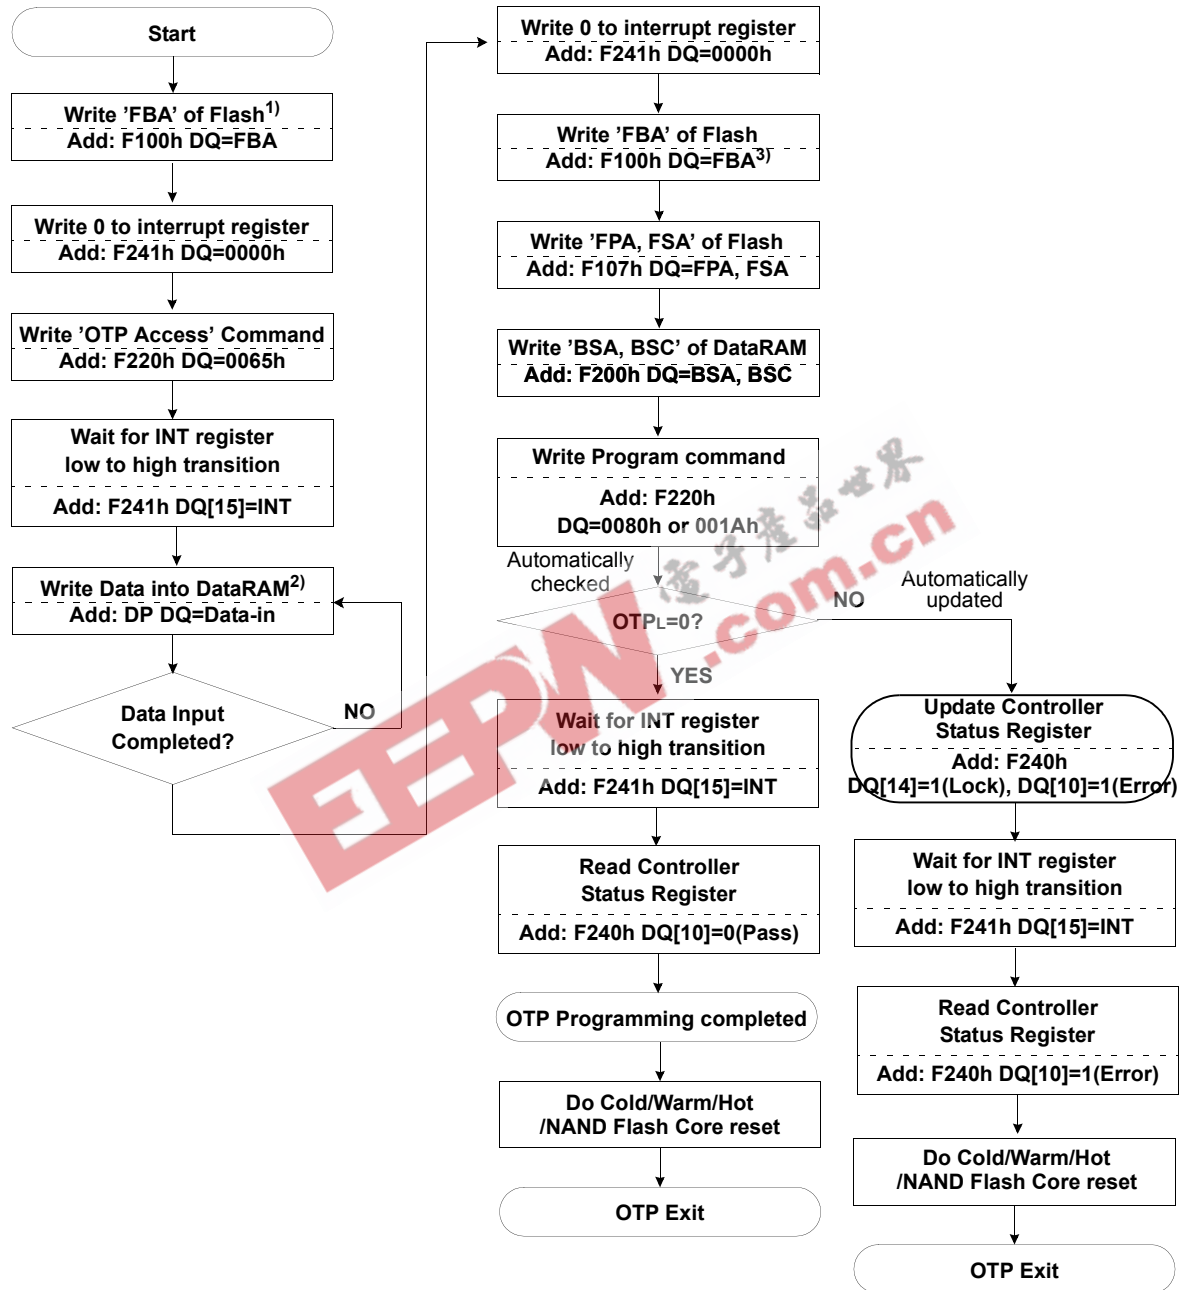 Start
Write ’FBA’ of Flash1)
Add: F100h DQ=FBA
Write 0 to interrupt register
Add: F241h DQ=0000h
Write ’OTP Access’ Command
Add: F220h DQ=0065h
Wait for INT register
low to high transition
Add: F241h DQ[15]=INT
Write Data into DataRAM2)
Add: DP DQ=Data-in
Data Input
Completed?
NO
Write 0 to interrupt register
Add: F241h DQ=0000h
Write ’FBA’ of Flash
Add: F100h DQ=FBA3)
Write ’FPA, FSA’ of Flash
Add: F107h DQ=FPA, FSA
Write ’BSA, BSC’ of DataRAM
Add: F200h DQ=BSA, BSC
Write Program command
Add: F220h
DQ=0080h or 001Ah
Automatically
checked
OTPL=0?
YES
NO
Automatically
updated
Wait for INT register
low to high transition
Add: F241h DQ[15]=INT
Read Controller
Status Register
Add: F240h DQ[10]=0(Pass)
OTP Programming completed
Do Cold/Warm/Hot
/NAND Flash Core reset
OTP Exit
Update Controller
Status Register
Add: F240h
DQ[14]=1(Lock), DQ[10]=1(Error)
Wait for INT register
low to high transition
Add: F241h DQ[15]=INT
Read Controller
Status Register
Add: F240h DQ[10]=1(Error)
Do Cold/Warm/Hot
/NAND Flash Core reset
OTP Exit
EEPW
.com.cn
電子產品世界